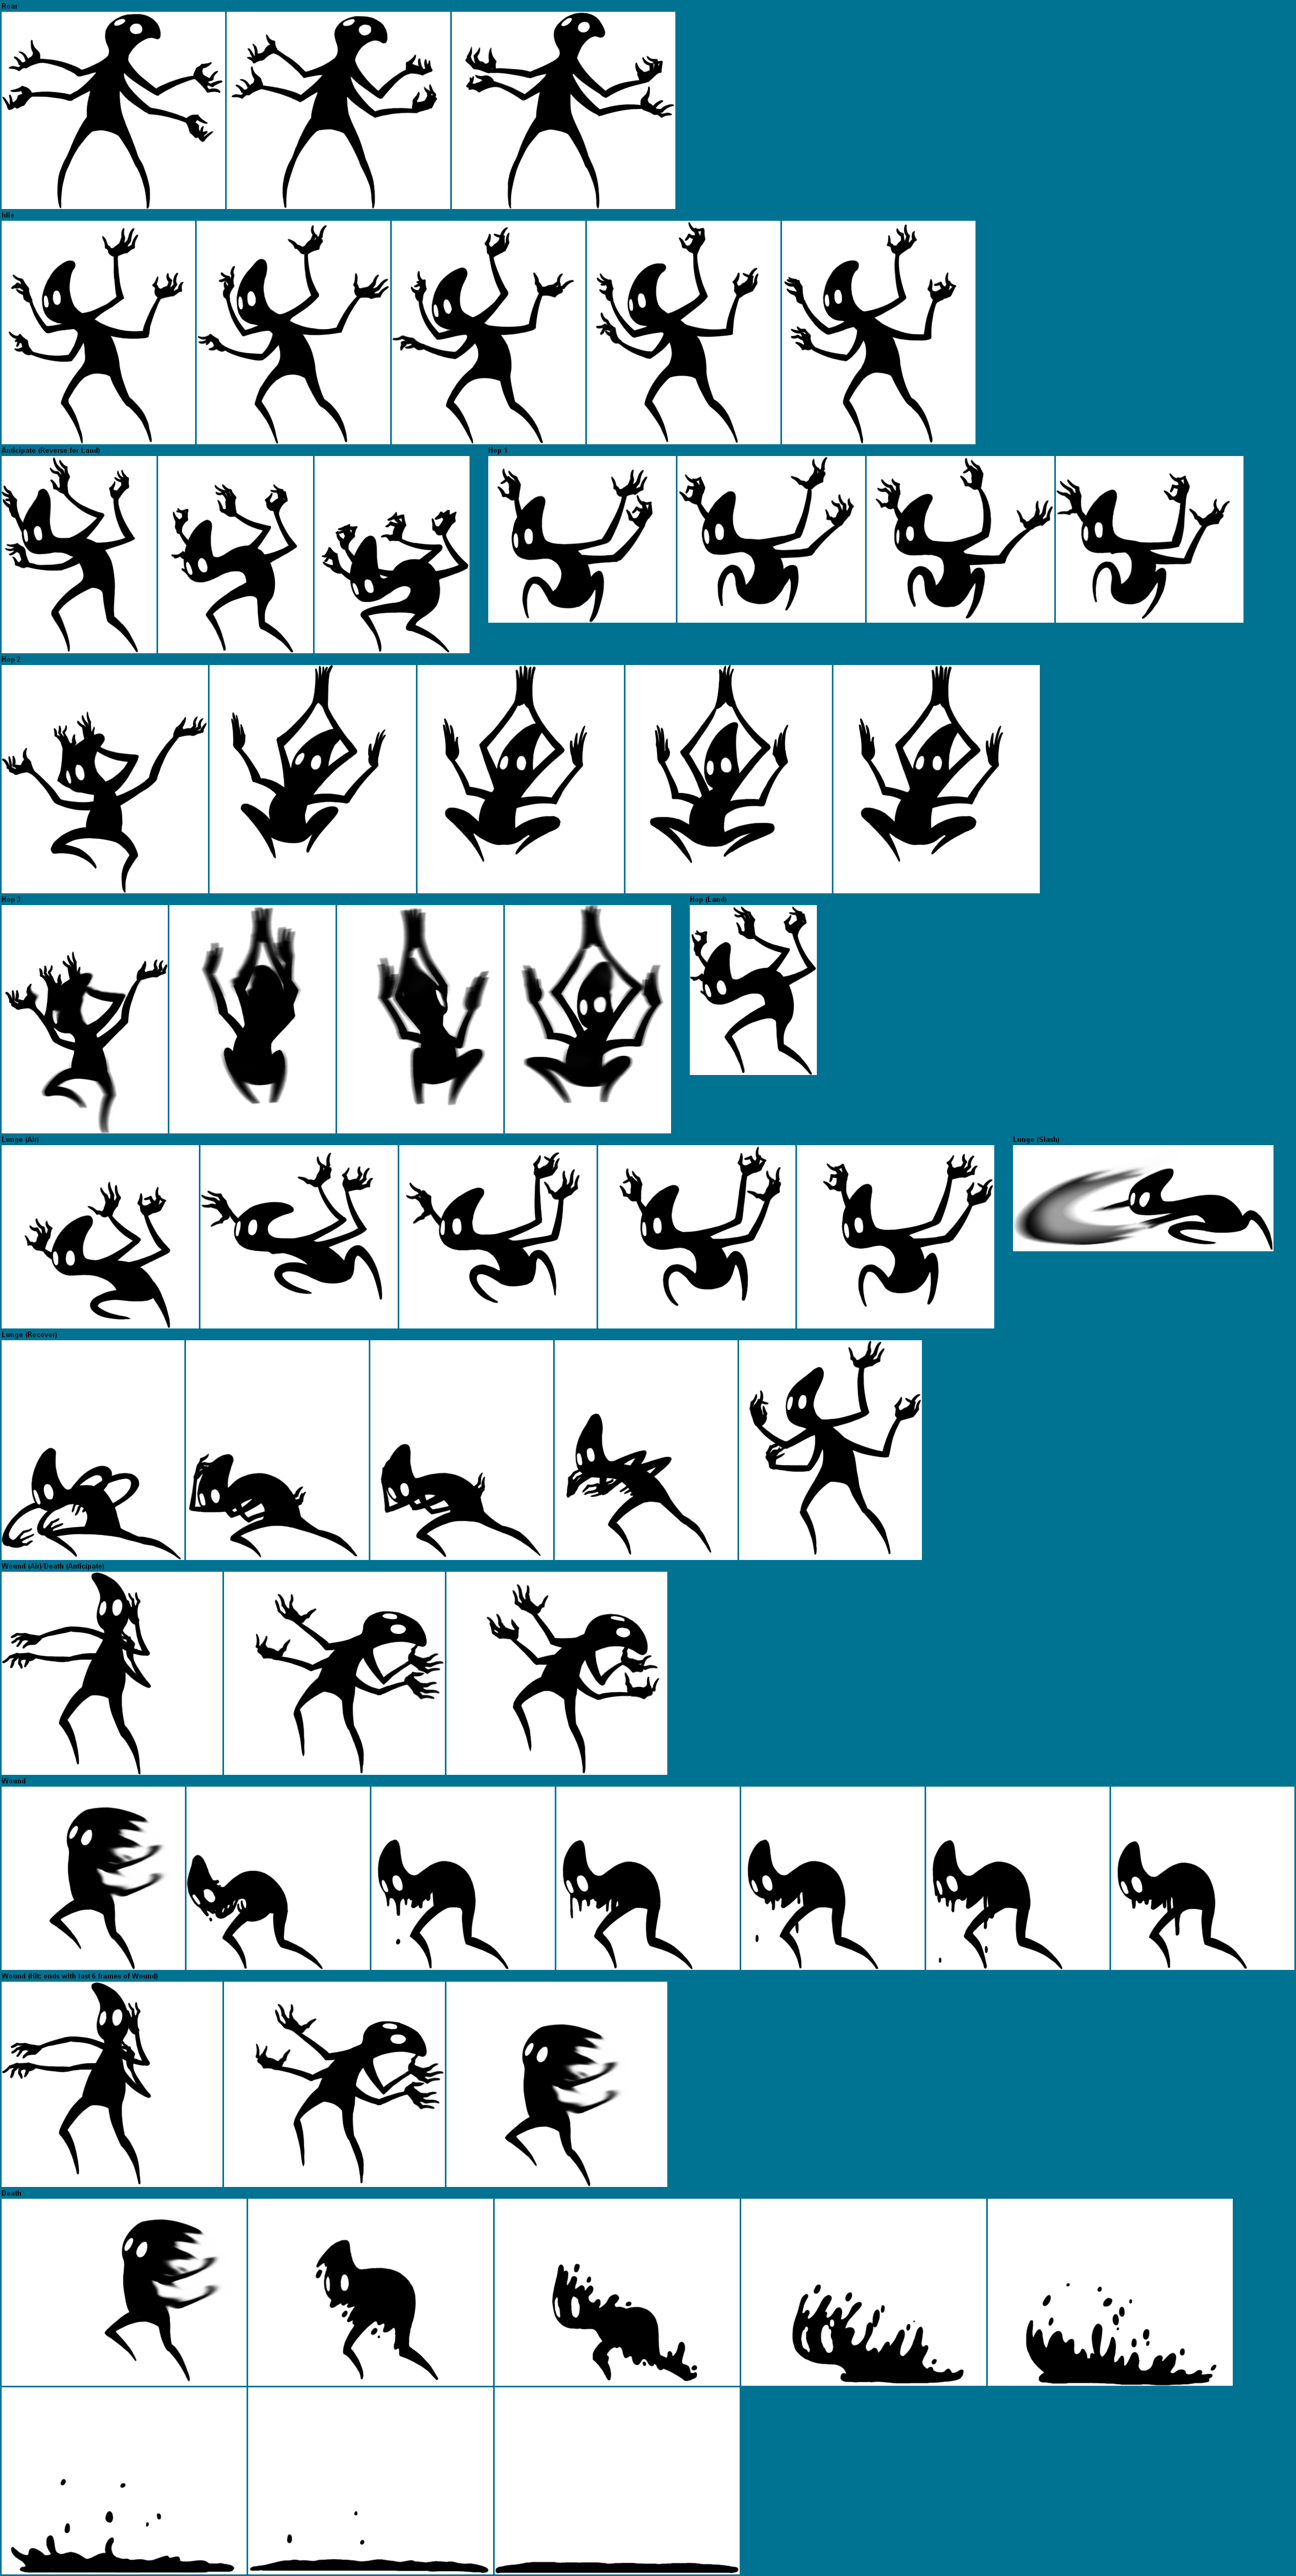 Roar
Idle
Anticipate (Reverse for Land)
Hop 1
Hop 2
Hop 3
Hop (Land)
Lunge (Air)
Lunge (Slash)
Lunge (Recover)
Wound (Air)/Death (Anticipate)
Wound
Wound (Hit; ends with last 6 frames of Wound)
Death